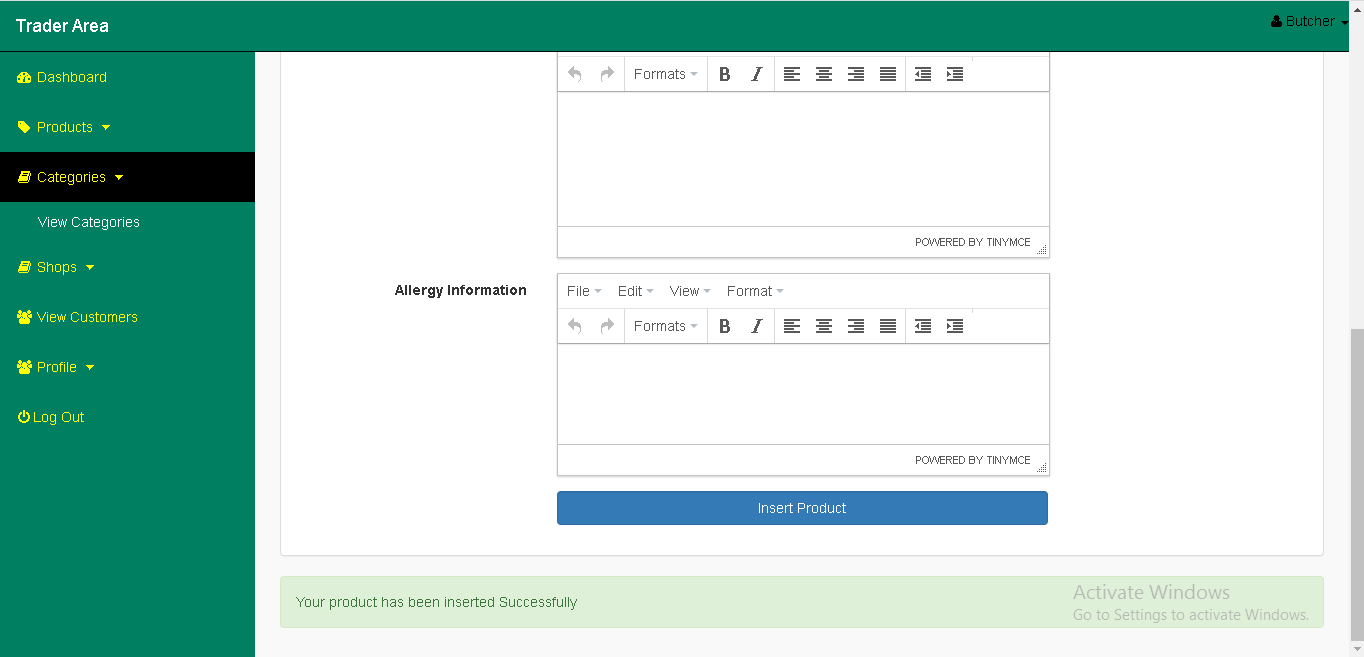 Trader Area
Butcher
Dashboard
Products
Categories
View Categories
Shops
View Customers
Profile
Log Out
Formats B I
POWERED BY TINYMCE
Allergy Information
File Edit View Format
Formats B I
POWERED BY TINYMCE
Insert Product
Your product has been inserted Successfully
Activate Windows
Go to Settings to activate Windows.